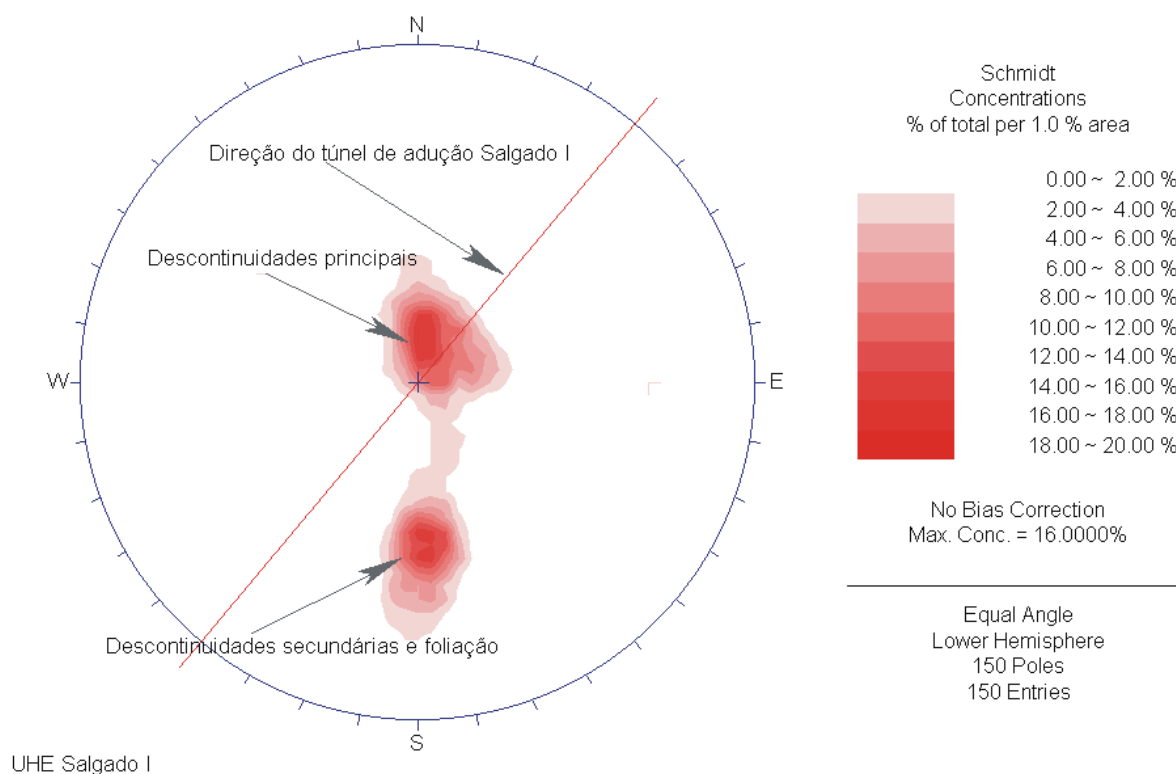 N
Direção do túnel de adução Salgado I
Descontinuidades principais
W
E
Descontinuidades secundárias e foliação
S
UHE Salgado I
Schmidt
Concentrations
% of total per 1.0 % area
0.00 ~ 2.00 %
2.00 ~ 4.00 %
4.00 ~ 6.00 %
6.00 ~ 8.00 %
8.00 ~ 10.00 %
10.00 ~ 12.00 %
12.00 ~ 14.00 %
14.00 ~ 16.00 %
16.00 ~ 18.00 %
18.00 ~ 20.00 %
No Bias Correction
Max. Conc. = 16.0000%
Equal Angle
Lower Hemisphere
150 Poles
150 Entries